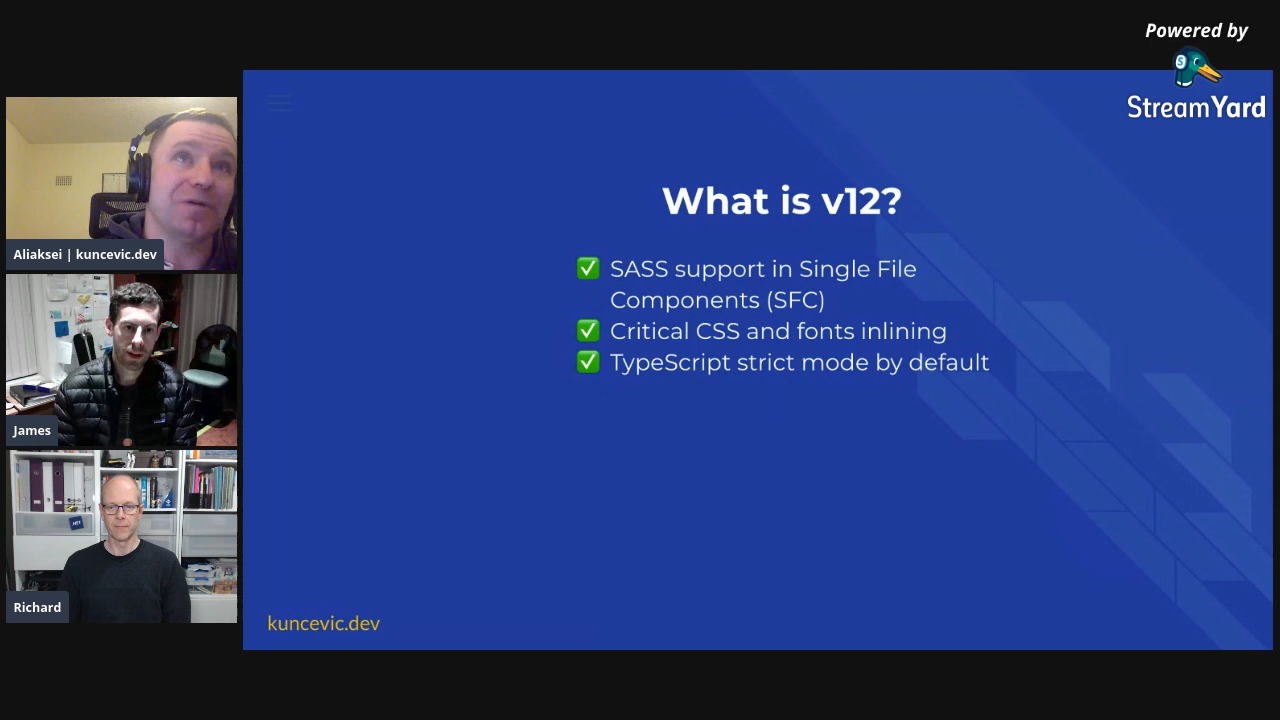 Powered by
StreamYard
Aliaksei | kuncevic.dev
James
Richard
What is v12?
✅ SASS support in Single File
Components (SFC)
✅ Critical CSS and fonts inlining
✅ TypeScript strict mode by default
kuncevic.dev